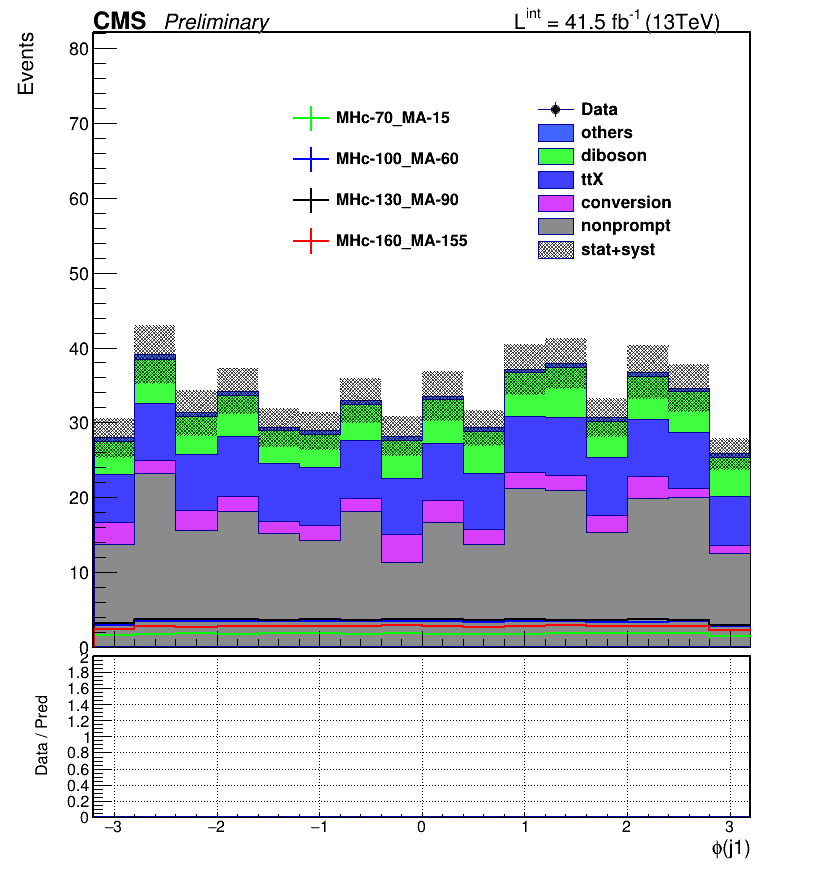 CMS Preliminary L^int = 41.5 fb^-1 (13TeV)
Events
80
70
60
50
40
30
20
10
0
MHc-70_MA-15
MHc-100_MA-60
MHc-130_MA-90
MHc-160_MA-155
Data
others
diboson
ttX
conversion
nonprompt
stat+syst
Data / Pred
2
1.8
1.6
1.4
1.2
1
0.8
0.6
0.4
0.2
0
−3 −2 −1 0 1 2 3
ϕ(j1)